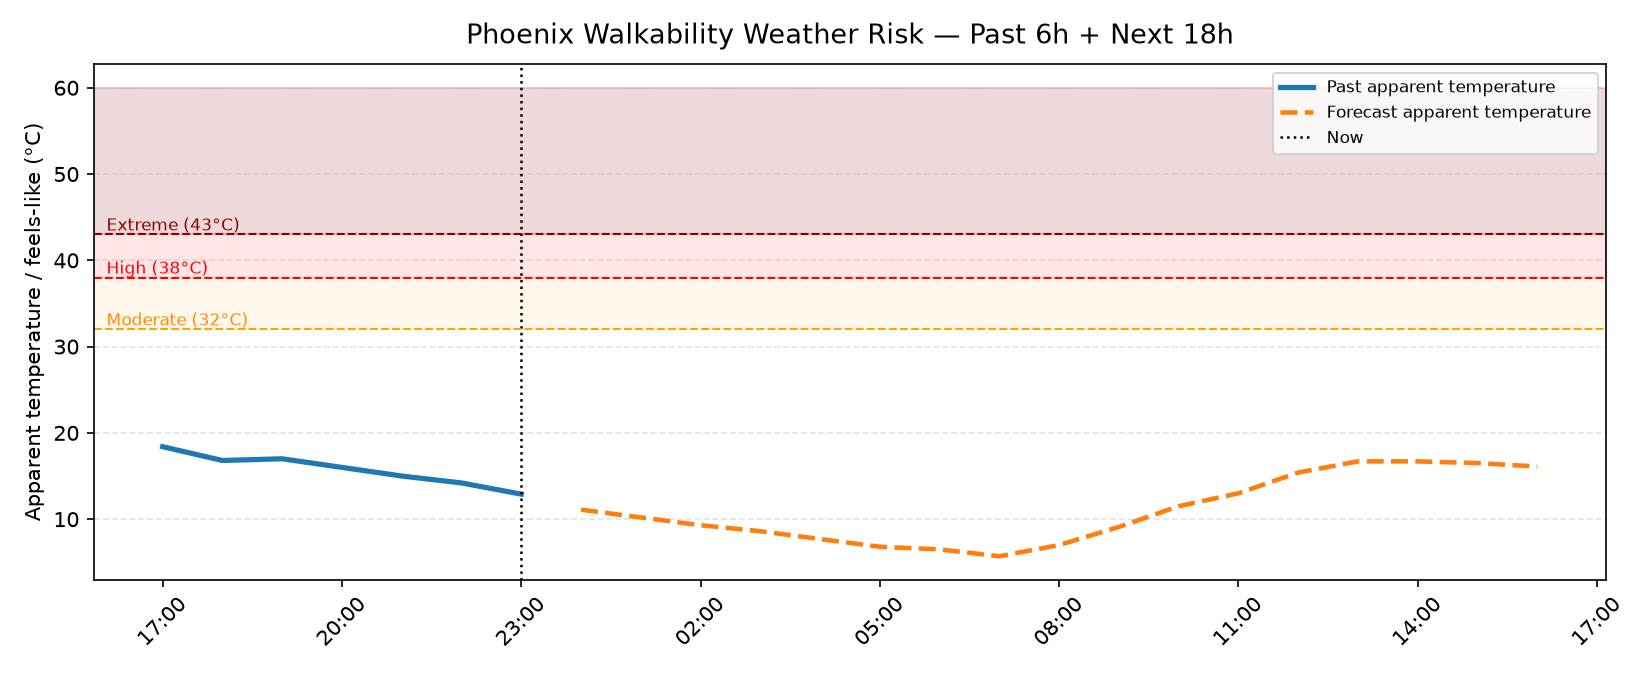 Phoenix Walkability Weather Risk — Past 6h + Next 18h
Apparent temperature / feels-like (°C)
60
50
40
30
20
10
Extreme (43°C)
High (38°C)
Moderate (32°C)
Past apparent temperature
Forecast apparent temperature
Now
17:00
20:00
23:00
02:00
05:00
08:00
11:00
14:00
17:00